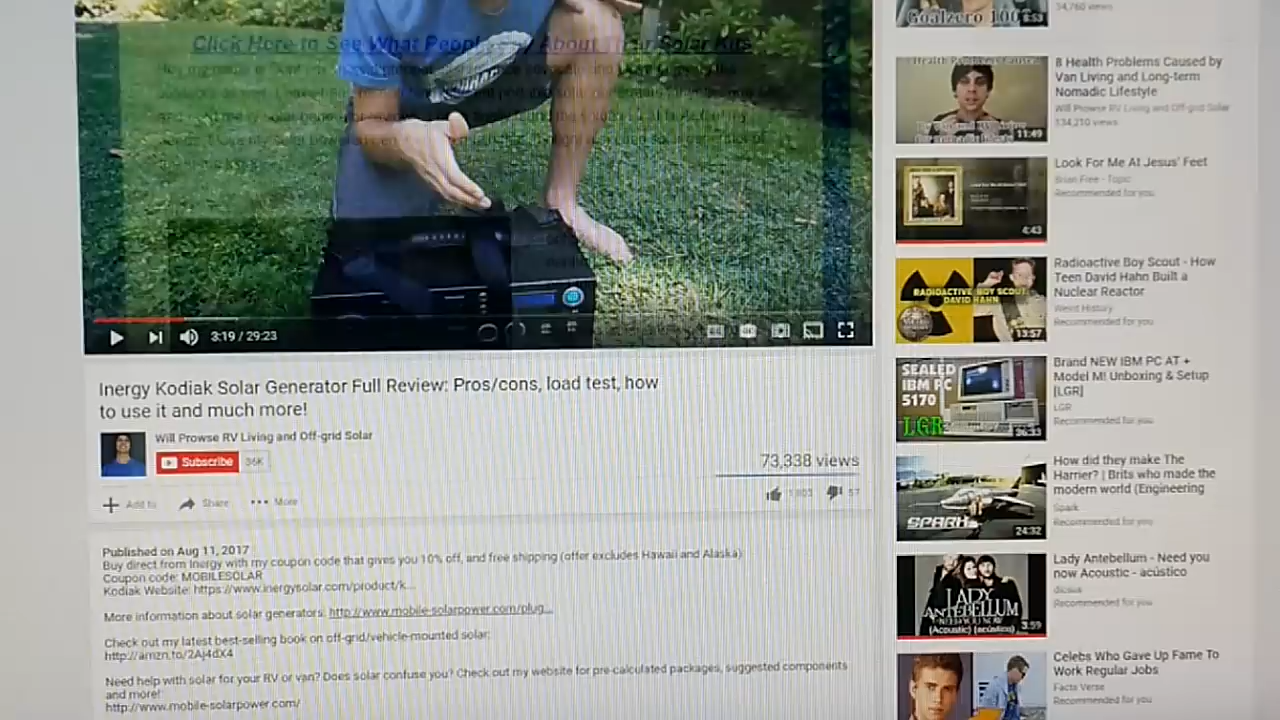 Click Here to See What People Say About Their Solar Kits
3:19 / 29:23
Inergy Kodiak Solar Generator Full Review: Pros/cons, load test, how
to use it and much more!
Will Prowse RV Living and Off-grid Solar
Subscribe 36K
73,338 views
Add to Share More 1,803 57
Published on Aug 11, 2017
Buy direct from Inergy with my coupon code that gives you 10% off, and free shipping (offer excludes Hawaii and Alaska)
Coupon code: MOBILESOLAR
Kodiak Website: https://www.inergysolar.com/product/k...
More information about solar generators: http://www.mobile-solarpower.com/plug...
Check out my latest best-selling book on off-grid/vehicle-mounted solar:
http://amzn.to/2Aj4dX4
Need help with solar for your RV or van? Does solar confuse you? Check out my website for pre-calculated packages, suggested components
and more!
http://www.mobile-solarpower.com/
Goalzero 100
34,760 views
8 Health Problems Caused by
Van Living and Long-term
Nomadic Lifestyle
Will Prowse RV Living and Off-grid Solar
134,210 views
11:49
Look For Me At Jesus' Feet
Brian Free - Topic
Recommended for you
4:43
Radioactive Boy Scout - How
Teen David Hahn Built a
Nuclear Reactor
Weird History
Recommended for you
RADIOACTIVE BOY SCOUT
DAVID HAHN
13:57
Brand NEW IBM PC AT +
Model M! Unboxing & Setup
[LGR]
LGR
Recommended for you
SEALED
IBM PC
5170
LGR
How did they make The
Harrier? | Brits who made the
modern world (Engineering
Spark
Recommended for you
SPARK
24:32
Lady Antebellum - Need you
now Acoustic - acústico
Recommended for you
LADY
ANTEBELLUM
NEED YOU NOW
(Acoustic) (acústico)
3:59
Celebs Who Gave Up Fame To
Work Regular Jobs
Facts Verse
Recommended for you